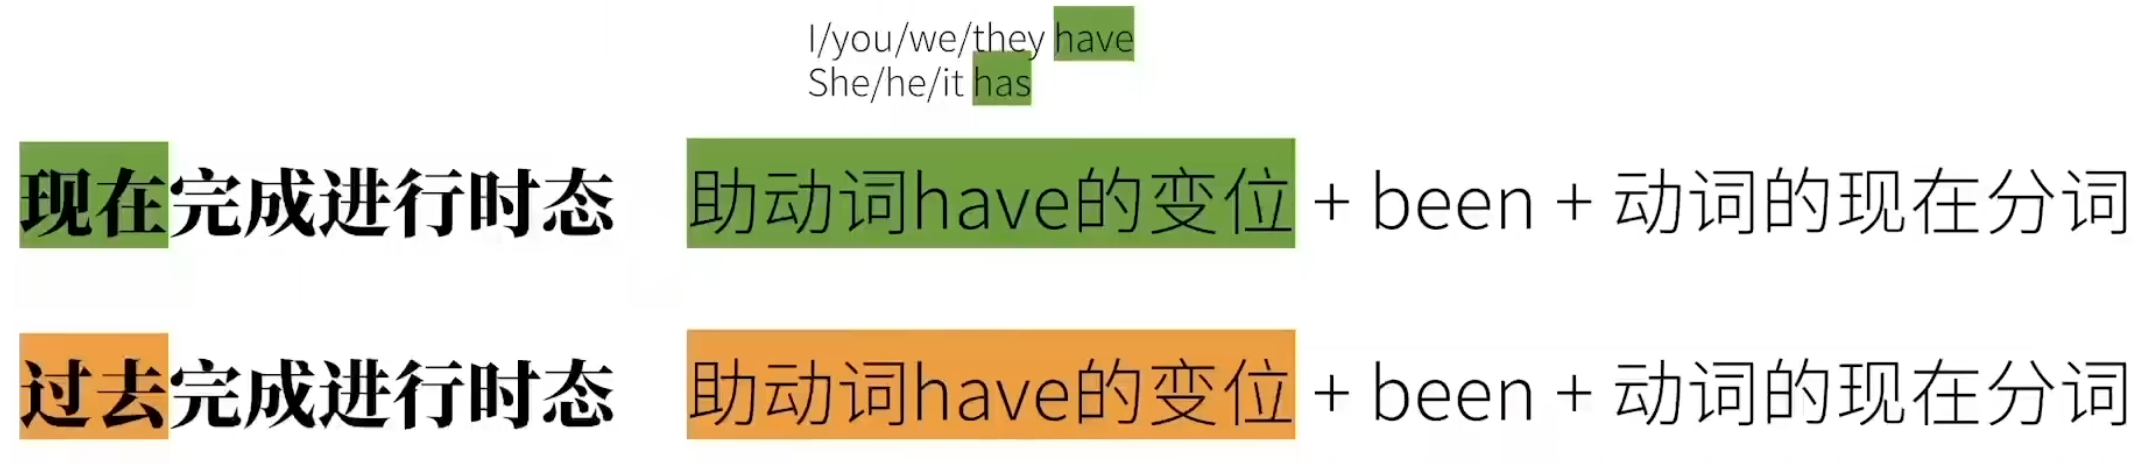 I/you/we/they have
She/he/it has
现在完成进行时态 助动词have的变位 + been + 动词的现在分词
过去完成进行时态 助动词have的变位 + been + 动词的现在分词